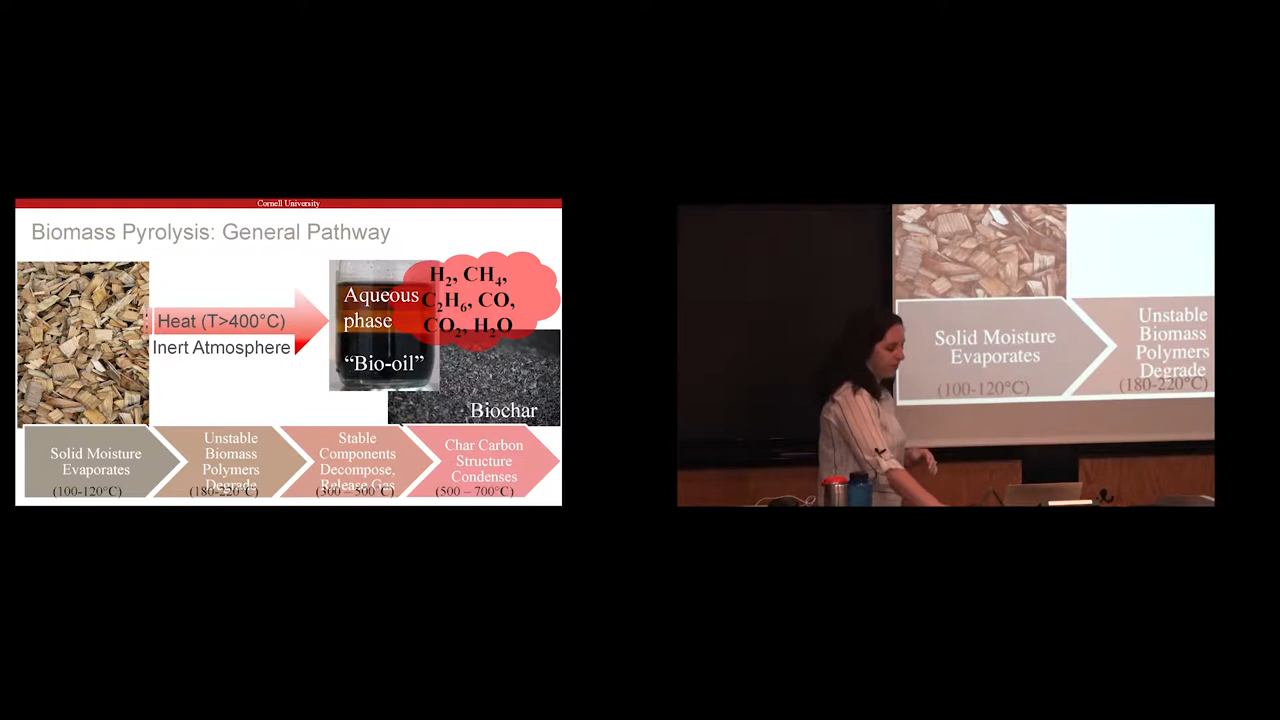 Cornell University
Biomass Pyrolysis: General Pathway
Heat (T>400°C)
Inert Atmosphere
Aqueous
phase
"Bio-oil"
H₂, CH₄,
C₂H₆, CO,
CO₂, H₂O
Biochar
Solid Moisture
Evaporates
(100-120°C)
Unstable
Biomass
Polymers
Degrade
(180-220°C)
Stable
Components
Decompose,
Release Gas
(300 – 500°C)
Char Carbon
Structure
Condenses
(500 – 700°C)
Solid Moisture
Evaporates
(100-120°C)
Unstable
Biomass
Polymers
Degrade
(180-220°C)